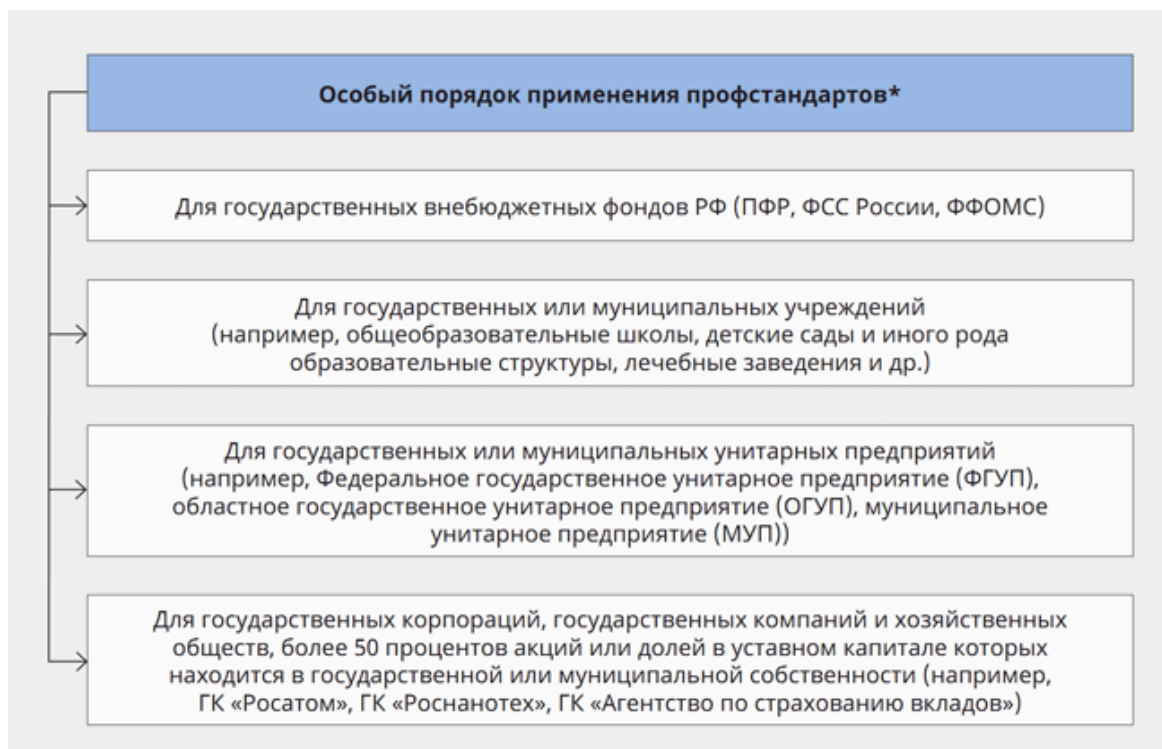 Особый порядок применения профстандартов*
Для государственных внебюджетных фондов РФ (ПФР, ФСС России, ФФОМС)
Для государственных или муниципальных учреждений
(например, общеобразовательные школы, детские сады и иного рода
образовательные структуры, лечебные заведения и др.)
Для государственных или муниципальных унитарных предприятий
(например, Федеральное государственное унитарное предприятие (ФГУП),
областное государственное унитарное предприятие (ОГУП), муниципальное
унитарное предприятие (МУП))
Для государственных корпораций, государственных компаний и хозяйственных
обществ, более 50 процентов акций или долей в уставном капитале которых
находится в государственной или муниципальной собственности (например,
ГК «Росатом», ГК «Роснанотех», ГК «Агентство по страхованию вкладов»)